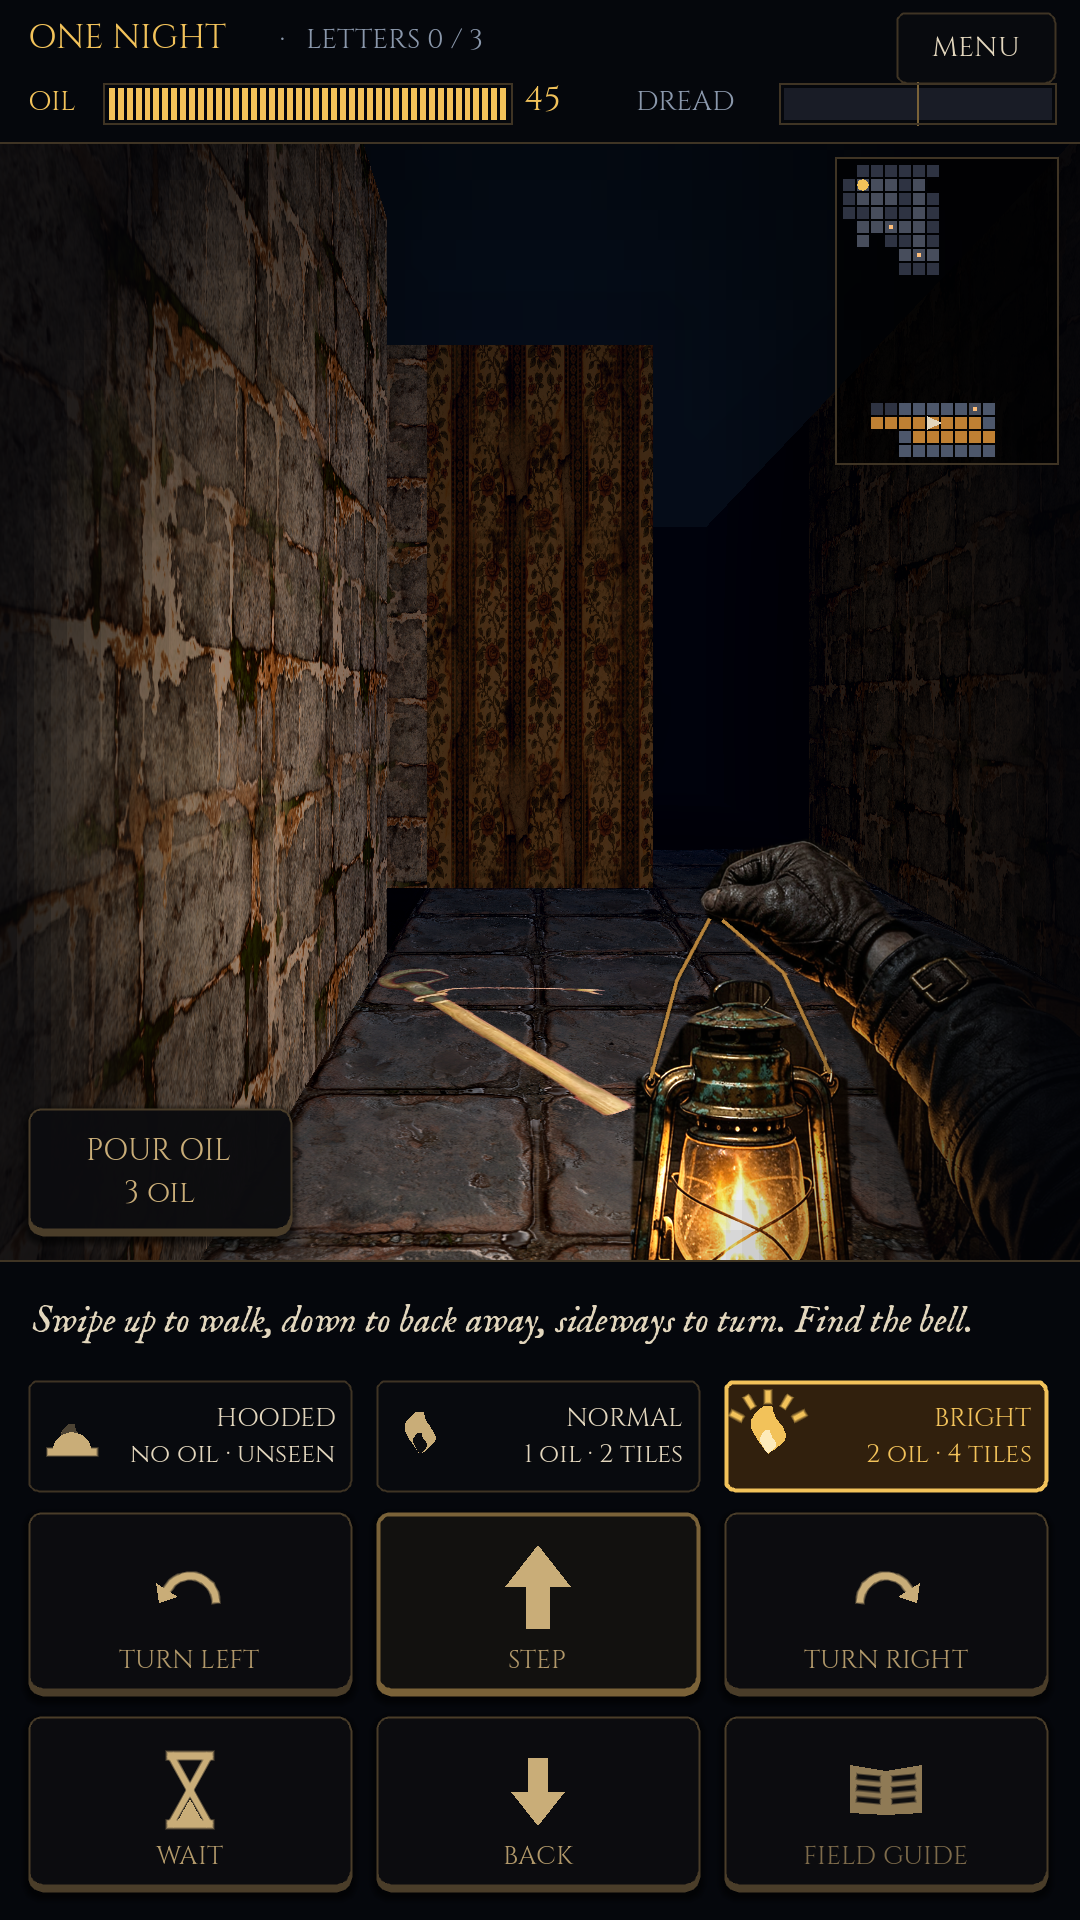 ONE NIGHT · LETTERS 0 / 3
MENU
OIL 45 DREAD
POUR OIL
3 OIL
Swipe up to walk, down to back away, sideways to turn. Find the bell.
HOODED
NO OIL · UNSEEN
NORMAL
1 OIL · 2 TILES
BRIGHT
2 OIL · 4 TILES
TURN LEFT
STEP
TURN RIGHT
WAIT
BACK
FIELD GUIDE